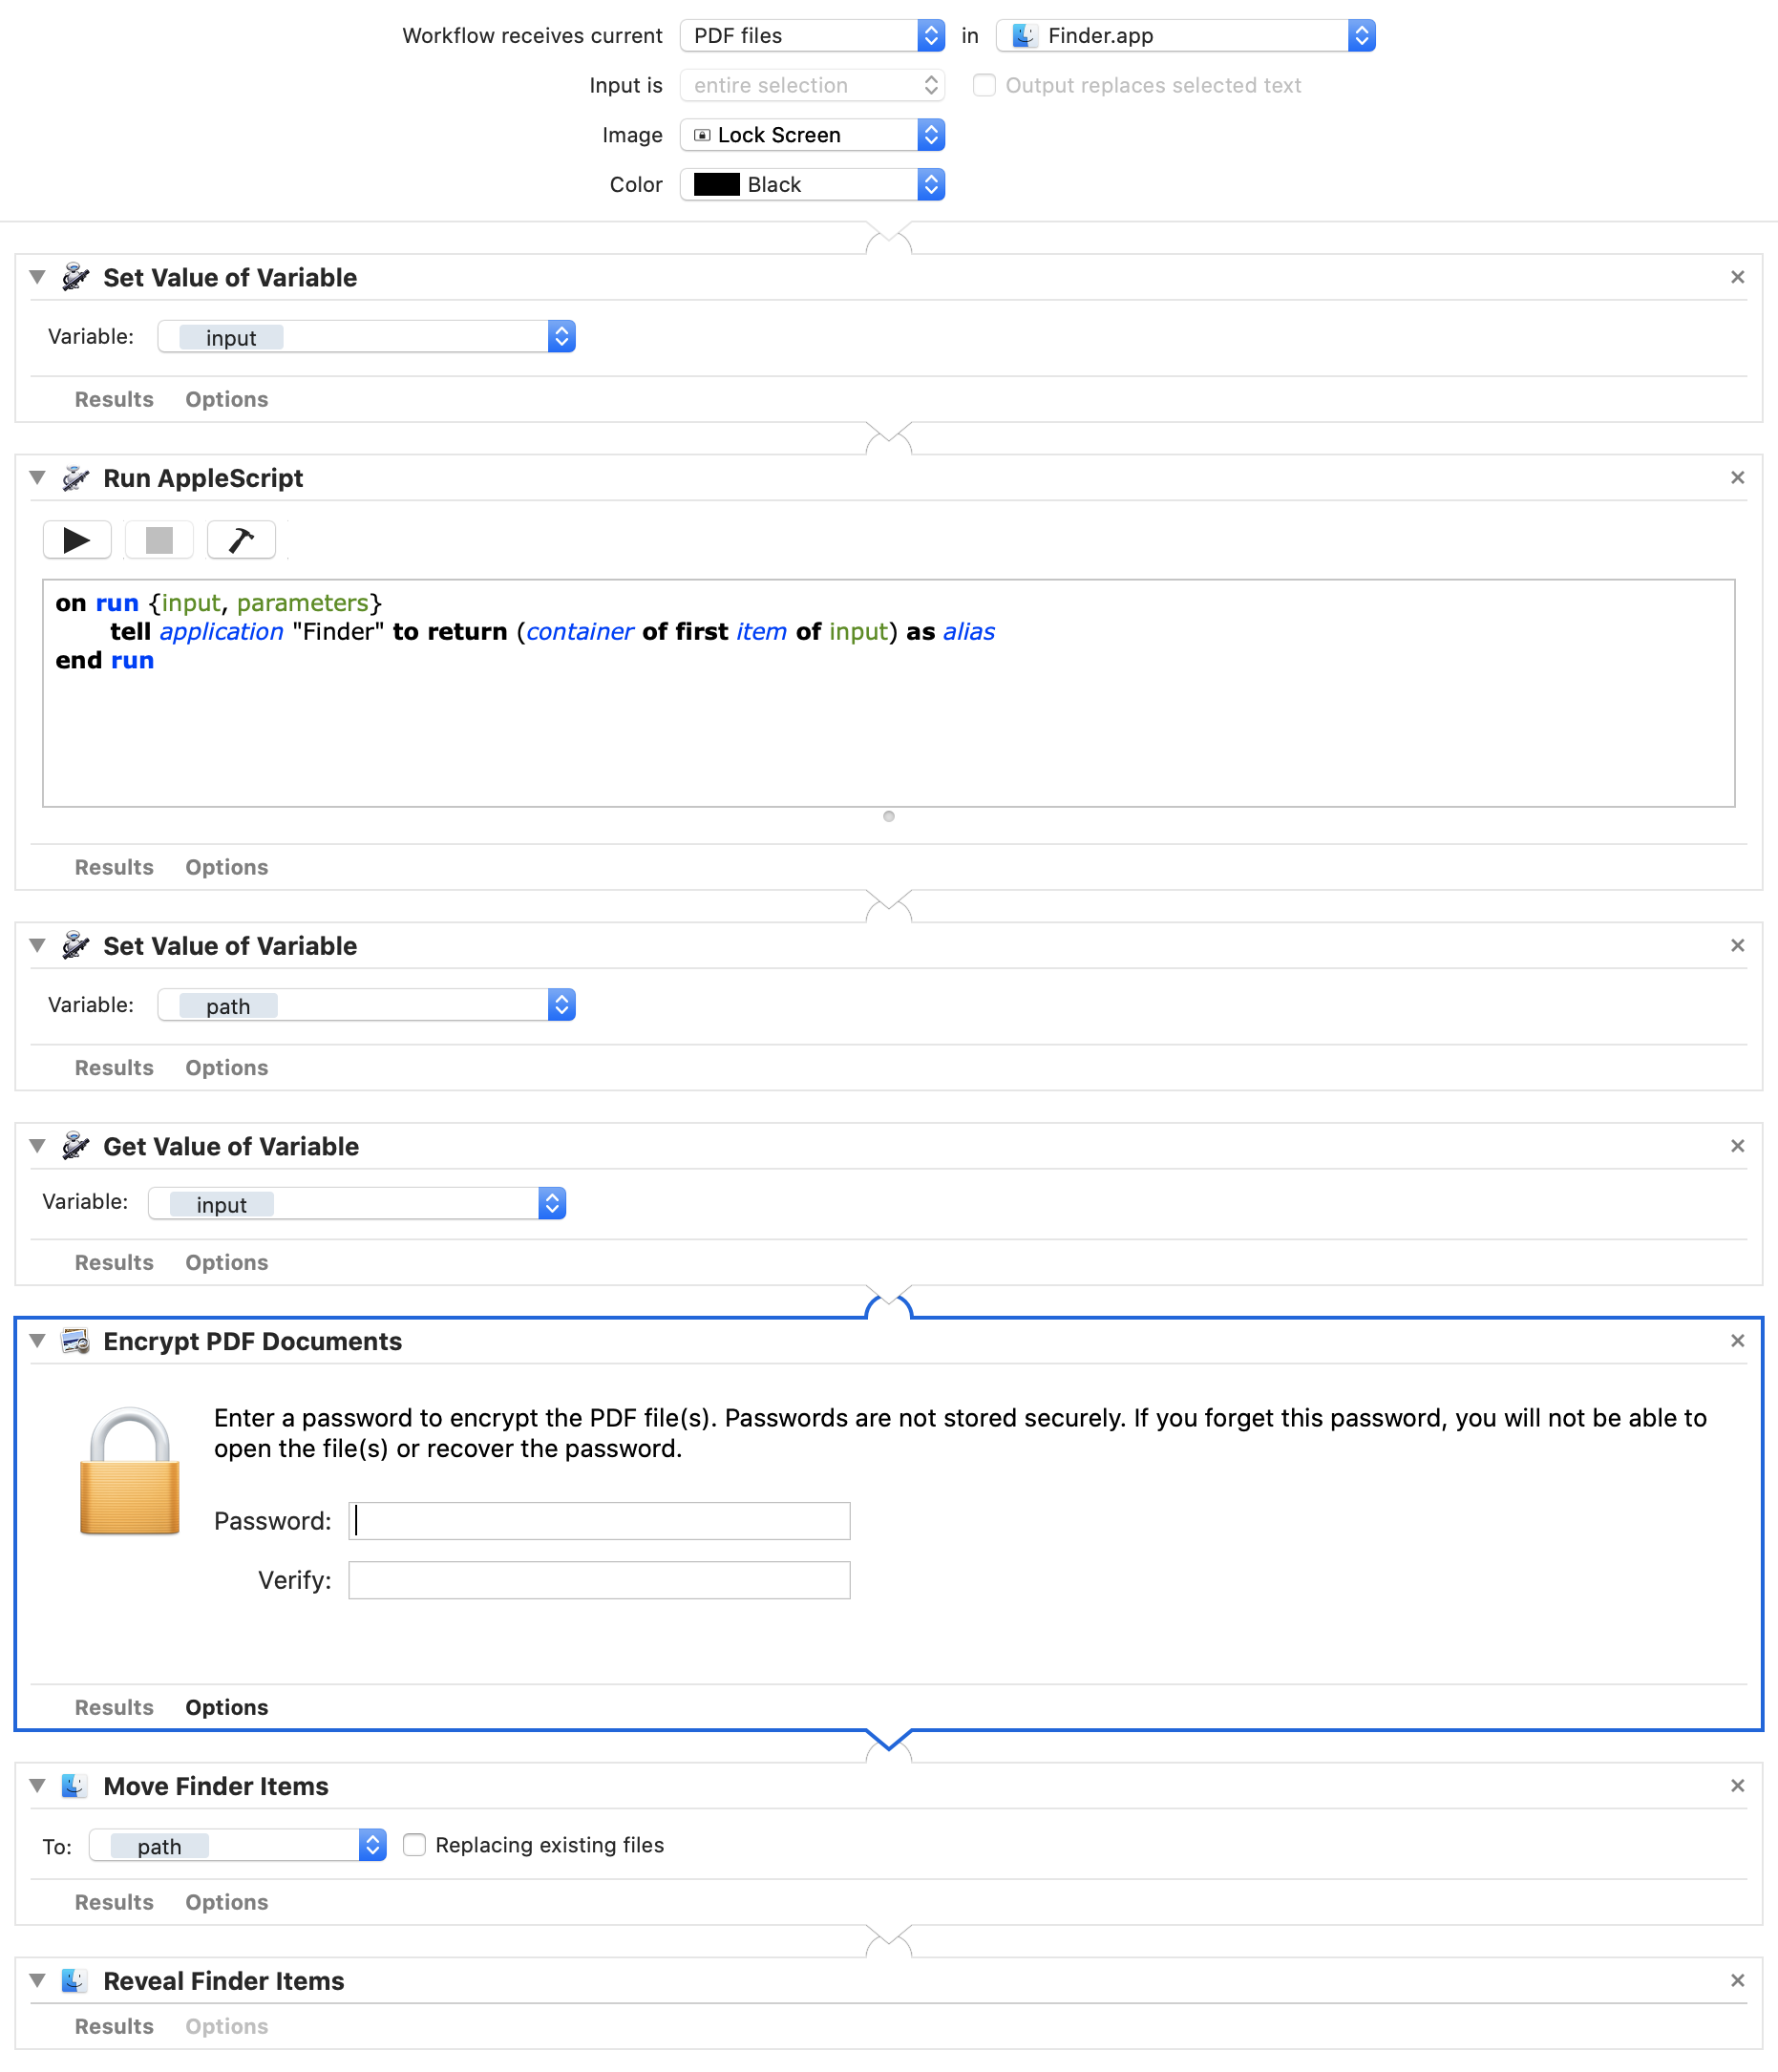 Workflow receives current PDF files in Finder.app
Input is entire selection Output replaces selected text
Image Lock Screen
Color Black
Set Value of Variable
Variable: input
Results Options
Run AppleScript
on run {input, parameters}
tell application "Finder" to return (container of first item of input) as alias
end run
Results Options
Set Value of Variable
Variable: path
Results Options
Get Value of Variable
Variable: input
Results Options
Encrypt PDF Documents
Enter a password to encrypt the PDF file(s). Passwords are not stored securely. If you forget this password, you will not be able to
open the file(s) or recover the password.
Password:
Verify:
Results Options
Move Finder Items
To: path Replacing existing files
Results Options
Reveal Finder Items
Results Options